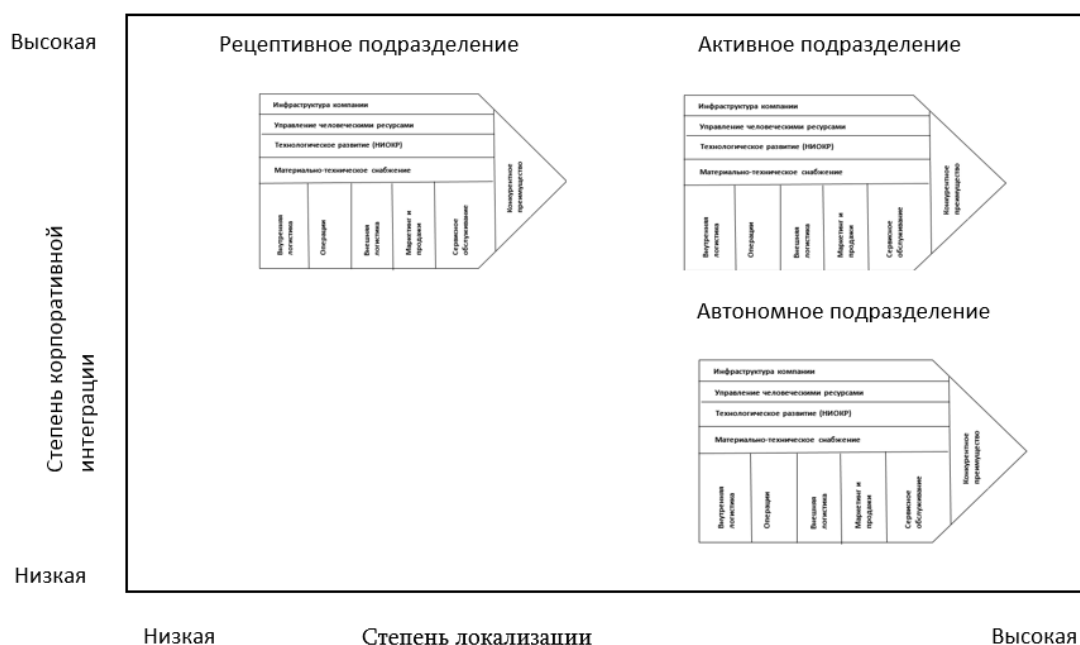 Высокая
Рецептивное подразделение
Активное подразделение
Инфраструктура компании
Управление человеческими ресурсами
Технологическое развитие (НИОКР)
Материально-техническое снабжение
Внутренняя
логистика
Операции
Внешняя
логистика
Маркетинг и
продажи
Сервисное
обслуживание
Конкурентное
преимущество
Инфраструктура компании
Управление человеческими ресурсами
Технологическое развитие (НИОКР)
Материально-техническое снабжение
Внутренняя
логистика
Операции
Внешняя
логистика
Маркетинг и
продажи
Сервисное
обслуживание
Конкурентное
преимущество
Степень корпоративной
интеграции
Автономное подразделение
Инфраструктура компании
Управление человеческими ресурсами
Технологическое развитие (НИОКР)
Материально-техническое снабжение
Внутренняя
логистика
Операции
Внешняя
логистика
Маркетинг и
продажи
Сервисное
обслуживание
Конкурентное
преимущество
Низкая
Низкая
Степень локализации
Высокая